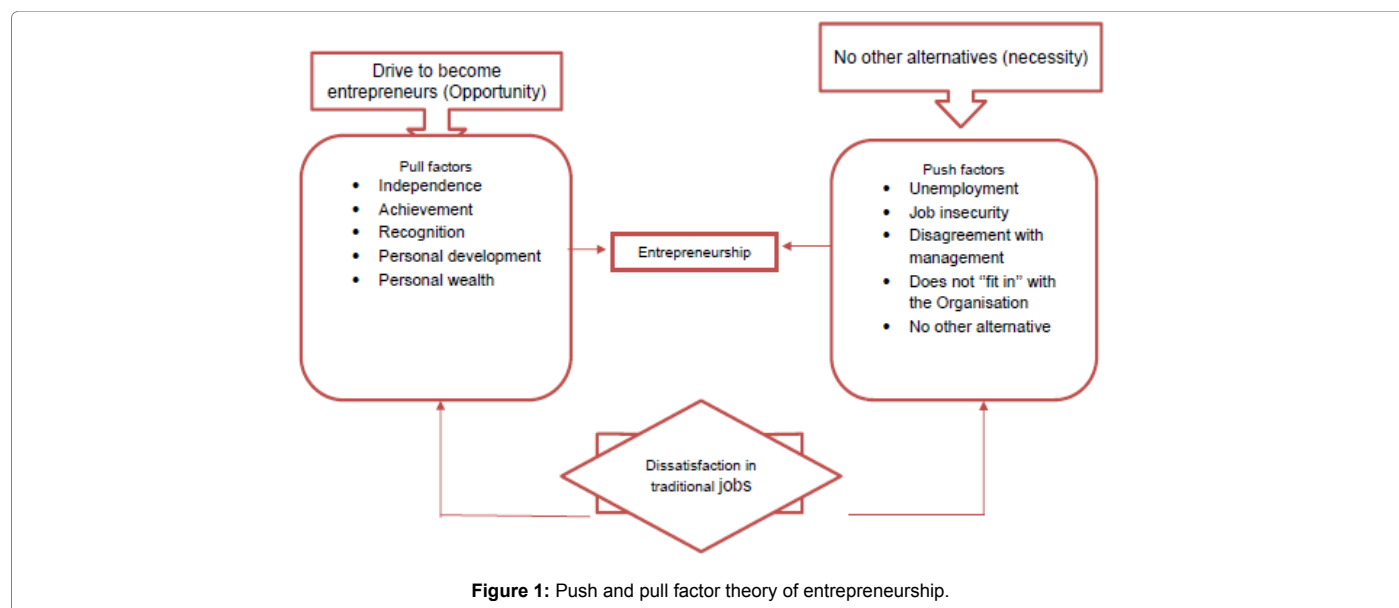 Drive to become
entrepreneurs (Opportunity)
No other alternatives (necessity)
Pull factors
• Independence
• Achievement
• Recognition
• Personal development
• Personal wealth
Entrepreneurship
Push factors
• Unemployment
• Job insecurity
• Disagreement with
management
• Does not "fit in" with
the Organisation
• No other alternative
Dissatisfaction in
traditional jobs
Figure 1: Push and pull factor theory of entrepreneurship.